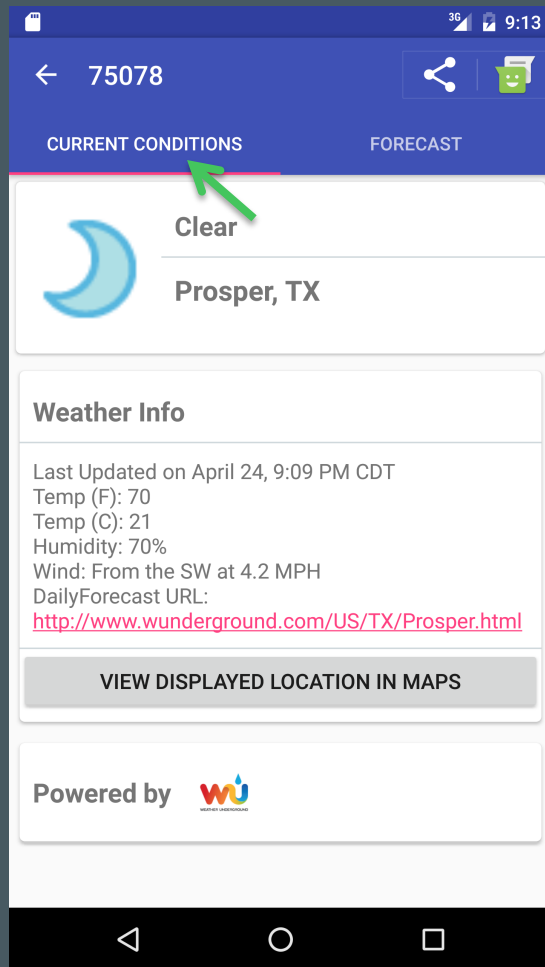 3G 9:13
75078
CURRENT CONDITIONS FORECAST
Clear
Prosper, TX
Weather Info
Last Updated on April 24, 9:09 PM CDT
Temp (F): 70
Temp (C): 21
Humidity: 70%
Wind: From the SW at 4.2 MPH
DailyForecast URL:
http://www.wunderground.com/US/TX/Prosper.html
VIEW DISPLAYED LOCATION IN MAPS
Powered by wu
WEATHER UNDERGROUND